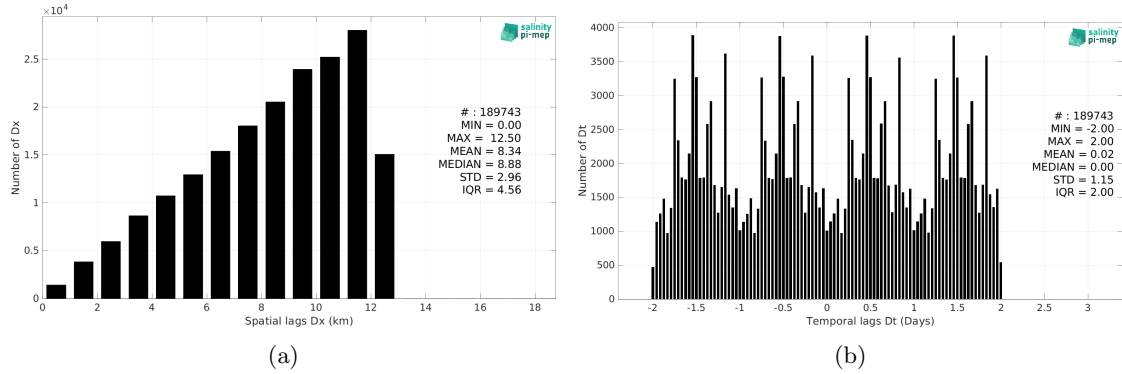 ×10⁴
2.5
2
1.5
1
0.5
0
Number of Dx
0 2 4 6 8 10 12 14 16 18
Spatial lags Dx (km)
salinity
pi-mep
# : 189743
MIN = 0.00
MAX = 12.50
MEAN = 8.34
MEDIAN = 8.88
STD = 2.96
IQR = 4.56
(a)
4000
3500
3000
2500
2000
1500
1000
500
0
Number of Dt
-2 -1.5 -1 -0.5 0 0.5 1 1.5 2 2.5 3
Temporal lags Dt (Days)
salinity
pi-mep
# : 189743
MIN = -2.00
MAX = 2.00
MEAN = 0.02
MEDIAN = 0.00
STD = 1.15
IQR = 2.00
(b)